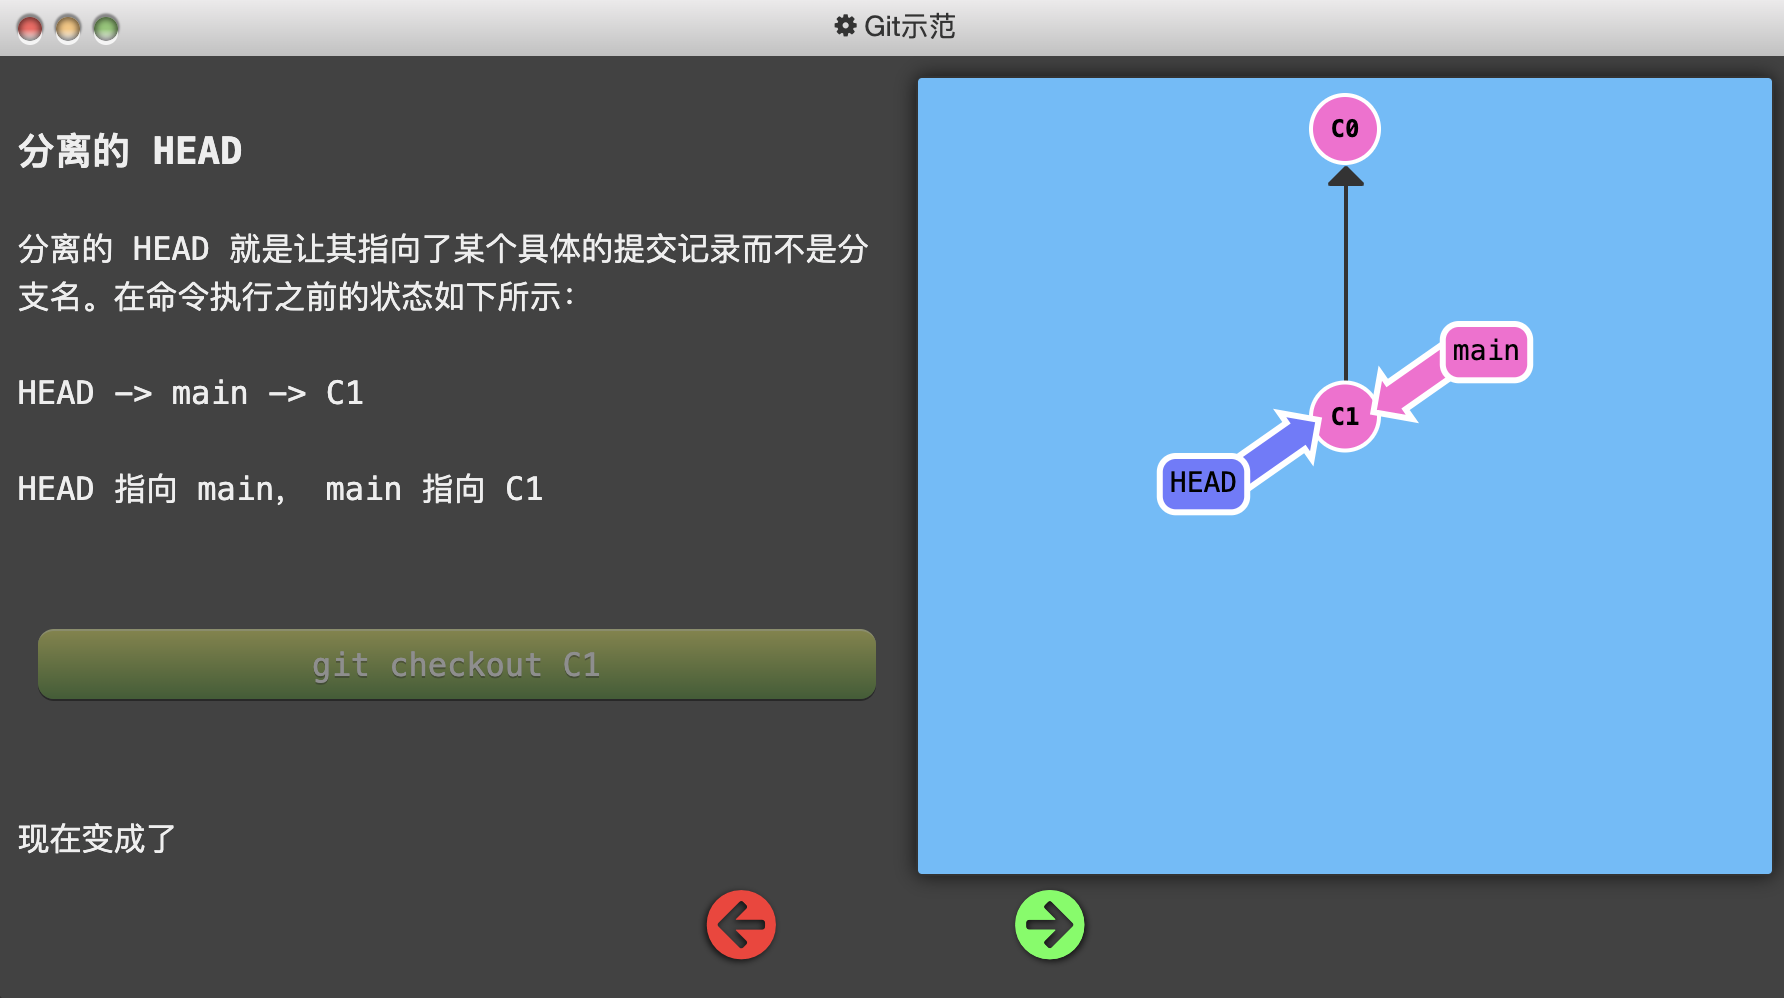 Git示范
分离的 HEAD
分离的 HEAD 就是让其指向了某个具体的提交记录而不是分
支名。在命令执行之前的状态如下所示：
HEAD -> main -> C1
HEAD 指向 main， main 指向 C1
git checkout C1
现在变成了
C0
main
C1
HEAD